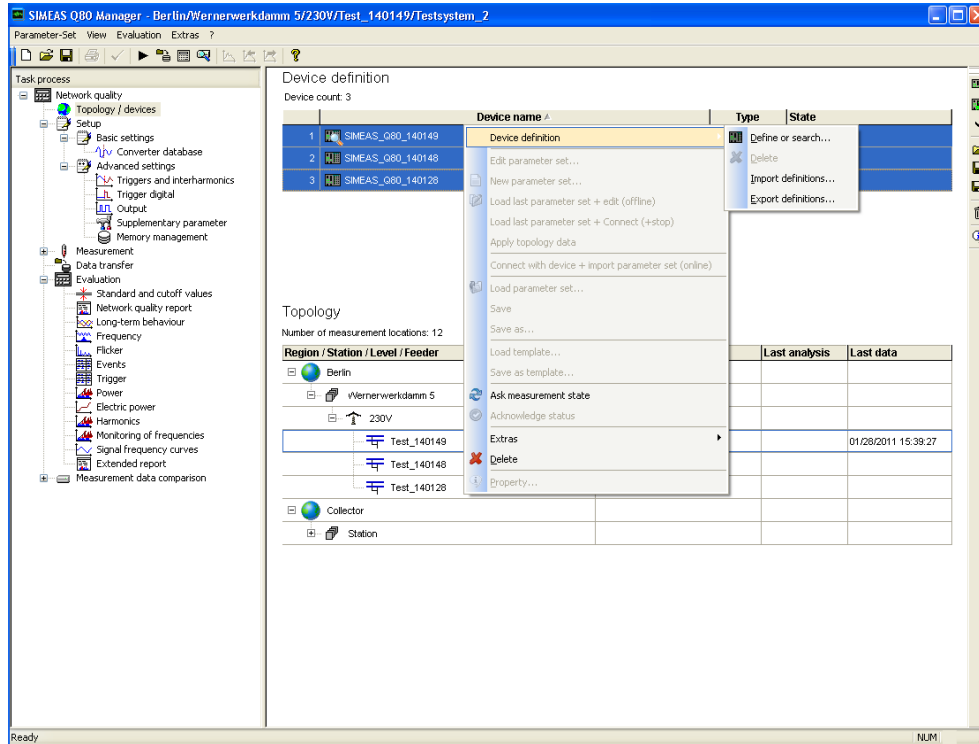 SIMEAS Q80 Manager - Berlin/Wernerwerkdamm 5/230V/Test_140149/Testsystem_2
Parameter-Set View Evaluation Extras ?
Task process
Network quality
Topology / devices
Setup
Basic settings
Converter database
Advanced settings
Triggers and interharmonics
Trigger digital
Output
Supplementary parameter
Memory management
Measurement
Data transfer
Evaluation
Standard and cutoff values
Network quality report
Long-term behaviour
Frequency
Flicker
Events
Trigger
Power
Electric power
Harmonics
Monitoring of frequencies
Signal frequency curves
Extended report
Measurement data comparison
Device definition
Device count: 3
Device name Type State
1 SIMEAS_Q80_140149
2 SIMEAS_Q80_140148
3 SIMEAS_Q80_140128
Device definition
Edit parameter set...
New parameter set...
Load last parameter set + edit (offline)
Load last parameter set + Connect (+stop)
Apply topology data
Connect with device + import parameter set (online)
Load parameter set...
Save
Save as...
Load template...
Save as template...
Ask measurement state
Acknowledge status
Extras
Delete
Property...
Define or search...
Delete
Import definitions...
Export definitions...
Topology
Number of measurement locations: 12
Region / Station / Level / Feeder Last analysis Last data
Berlin
Wernerwerkdamm 5
230V
Test_140149 01/28/2011 15:39:27
Test_140148
Test_140128
Collector
Station
Ready NUM